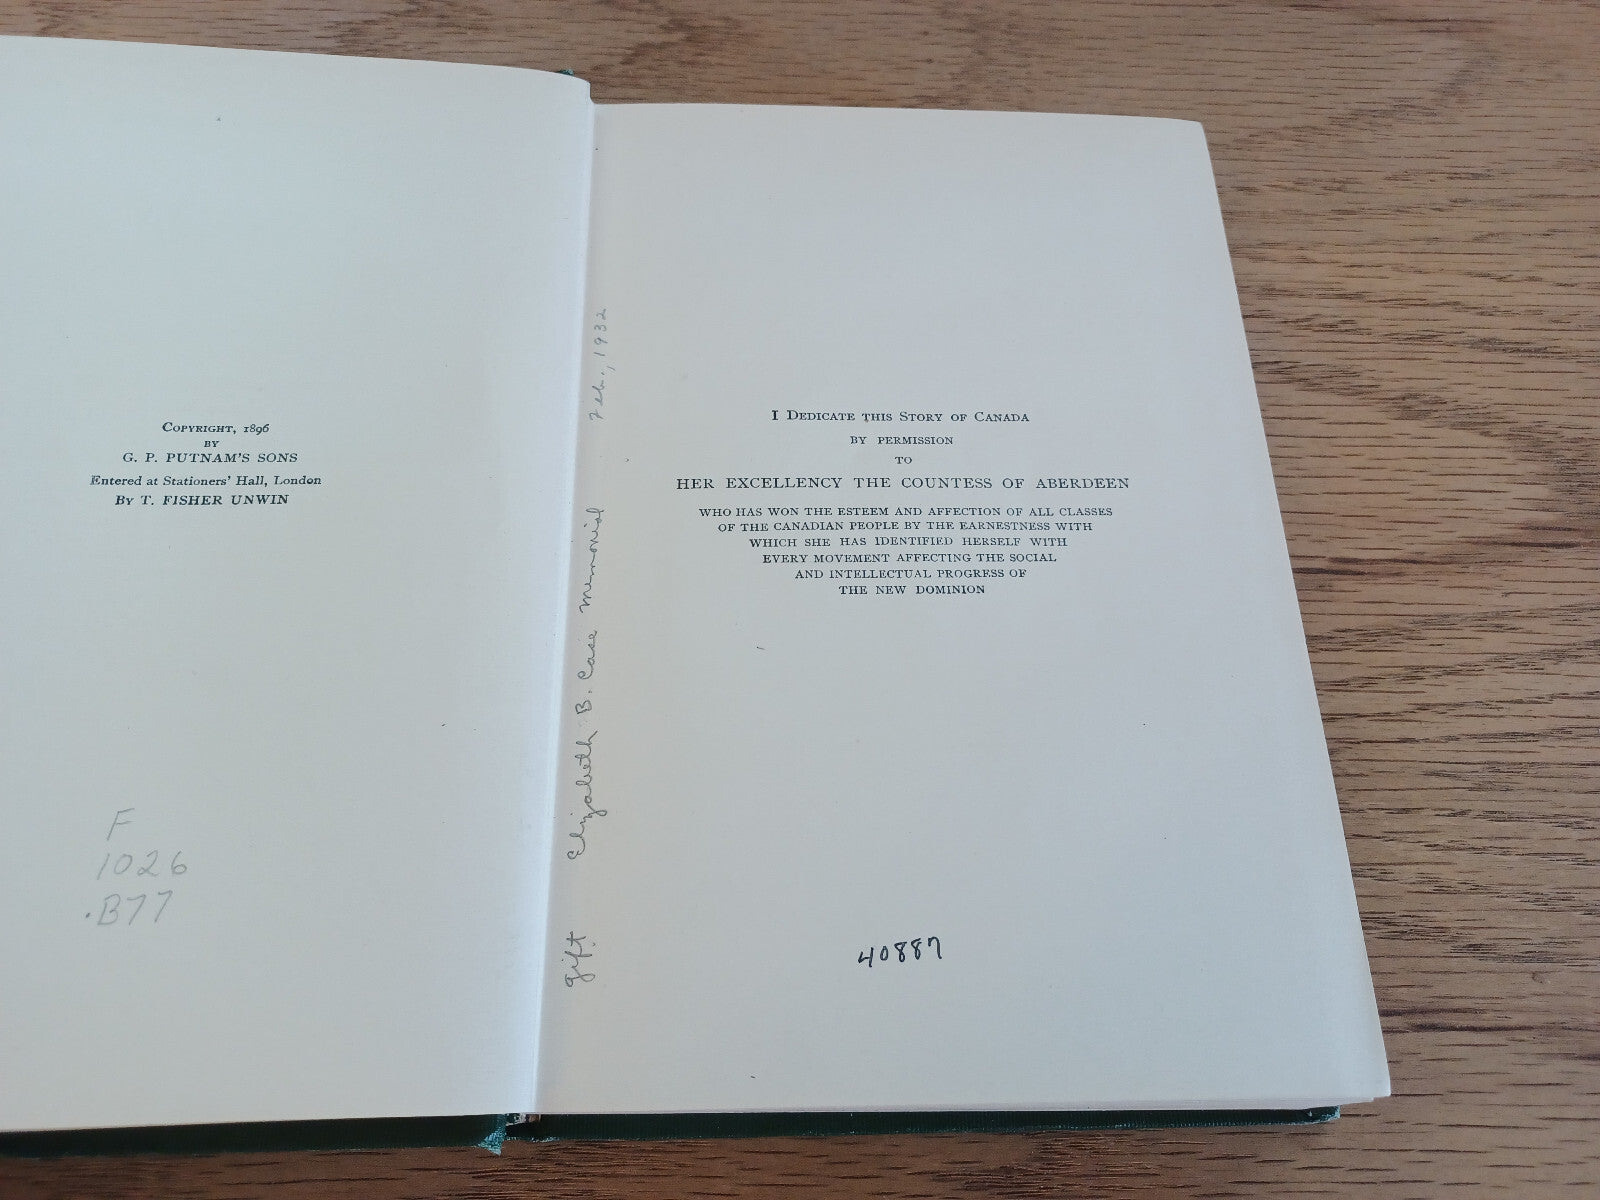 COPYRIGHT, 1896
BY
G. P. PUTNAM'S SONS
Entered at Stationers' Hall, London
BY T. FISHER UNWIN
F
1026
.B77
gift Elizabeth B. Case memorial Feb., 1932
I DEDICATE THIS STORY OF CANADA
BY PERMISSION
TO
HER EXCELLENCY THE COUNTESS OF ABERDEEN
WHO HAS WON THE ESTEEM AND AFFECTION OF ALL CLASSES
OF THE CANADIAN PEOPLE BY THE EARNESTNESS WITH
WHICH SHE HAS IDENTIFIED HERSELF WITH
EVERY MOVEMENT AFFECTING THE SOCIAL
AND INTELLECTUAL PROGRESS OF
THE NEW DOMINION
40887